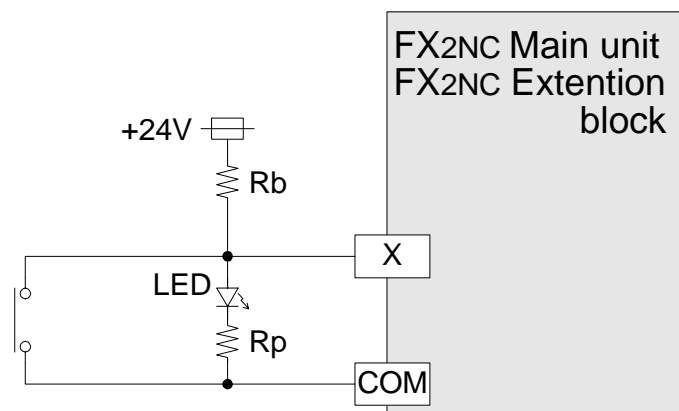 FX2NC Main unit
FX2NC Extention
block
+24V
Rb
X
LED
Rp
COM